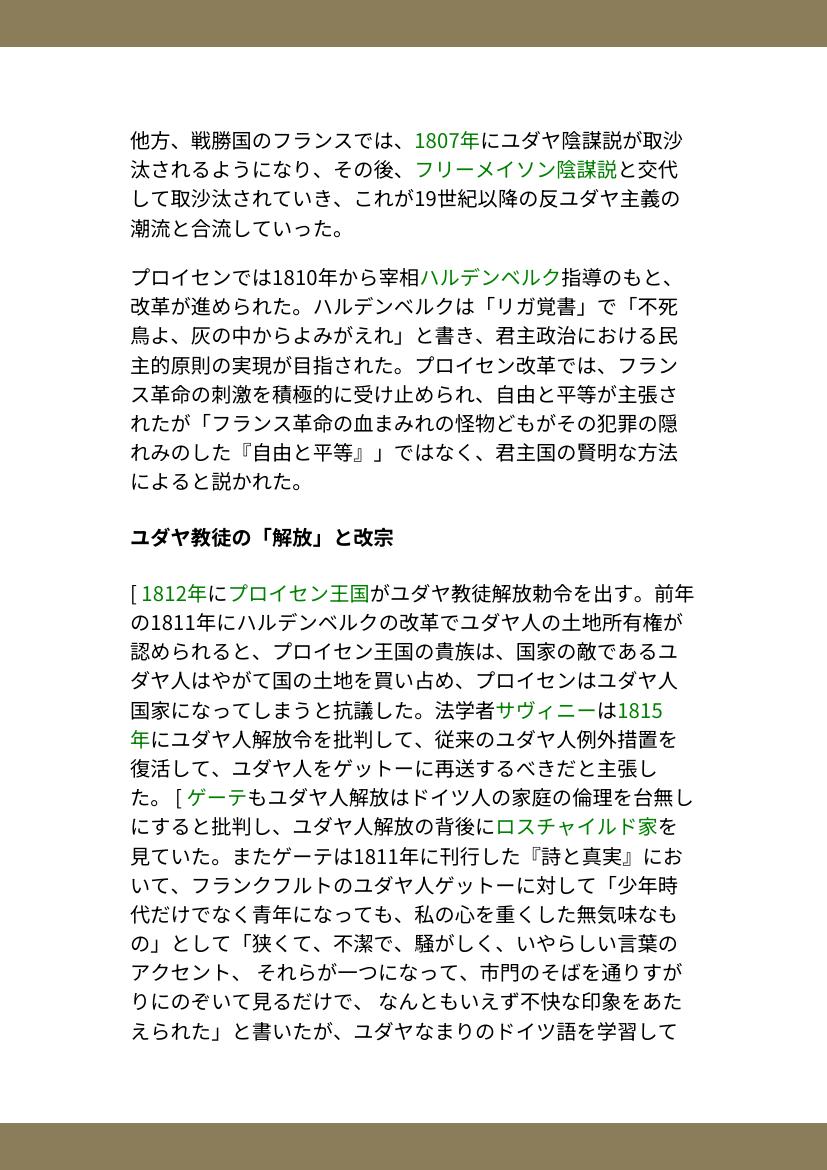 他方、戦勝国のフランスでは、1807年にユダヤ陰謀説が取沙
汰されるようになり、その後、フリーメイソン陰謀説と交代
して取沙汰されていき、これが19世紀以降の反ユダヤ主義の
潮流と合流していった。
プロイセンでは1810年から宰相ハルデンベルク指導のもと、
改革が進められた。ハルデンベルクは「リガ覚書」で「不死
鳥よ、灰の中からよみがえれ」と書き、君主政治における民
主的原則の実現が目指された。プロイセン改革では、フラン
ス革命の刺激を積極的に受け止められ、自由と平等が主張さ
れたが「フランス革命の血まみれの怪物どもがその犯罪の隠
れみのした『自由と平等』」ではなく、君主国の賢明な方法
によると説かれた。
ユダヤ教徒の「解放」と改宗
[ 1812年にプロイセン王国がユダヤ教徒解放勅令を出す。前年
の1811年にハルデンベルクの改革でユダヤ人の土地所有権が
認められると、プロイセン王国の貴族は、国家の敵であるユ
ダヤ人はやがて国の土地を買い占め、プロイセンはユダヤ人
国家になってしまうと抗議した。法学者サヴィニーは1815
年にユダヤ人解放令を批判して、従来のユダヤ人例外措置を
復活して、ユダヤ人をゲットーに再送するべきだと主張し
た。 [ ゲーテもユダヤ人解放はドイツ人の家庭の倫理を台無し
にすると批判し、ユダヤ人解放の背後にロスチャイルド家を
見ていた。またゲーテは1811年に刊行した『詩と真実』にお
いて、フランクフルトのユダヤ人ゲットーに対して「少年時
代だけでなく青年になっても、私の心を重くした無気味なも
の」として「狭くて、不潔で、騒がしく、いやらしい言葉の
アクセント、 それらが一つになって、市門のそばを通りすが
りにのぞいて見るだけで、 なんともいえず不快な印象をあた
えられた」と書いたが、ユダヤなまりのドイツ語を学習して